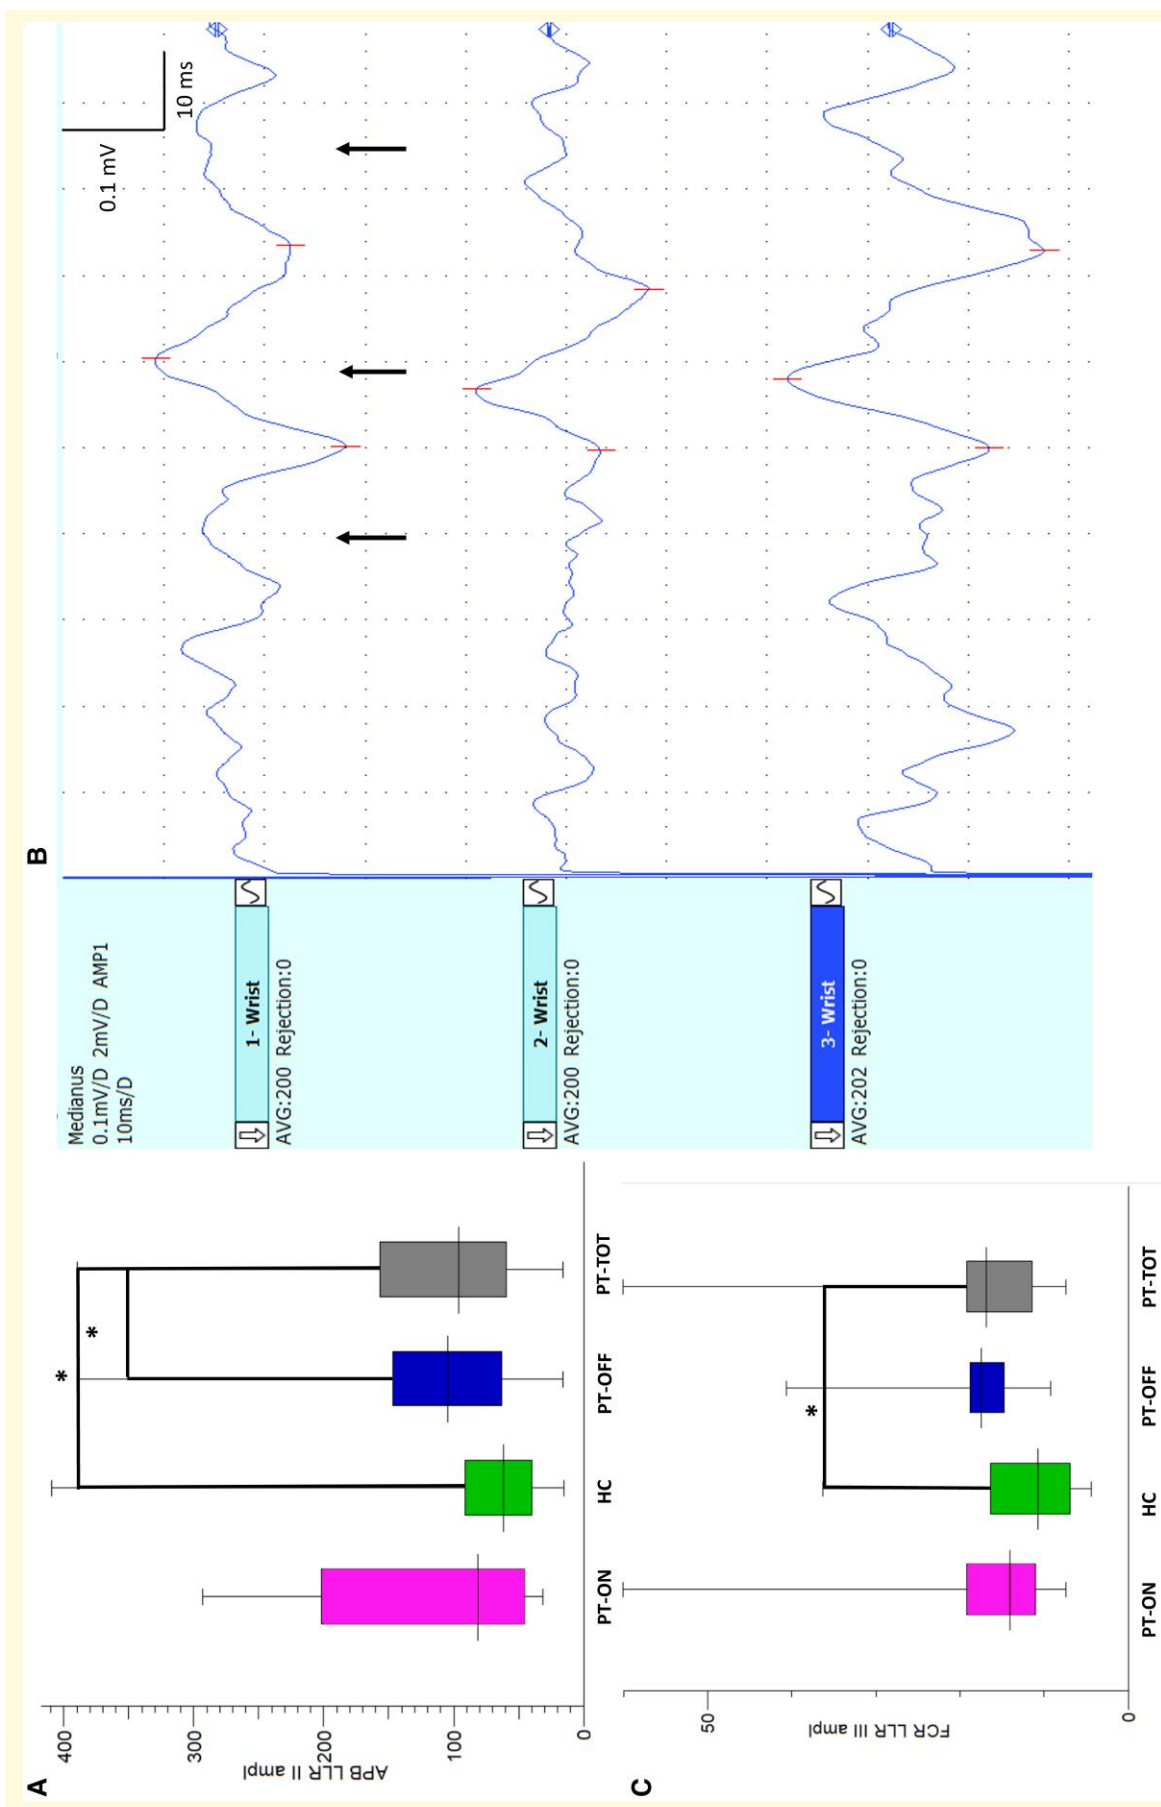 A
400
300
200
100
0
APB LLR II ampl
*
*
PT-ON
HC
PT-OFF
PT-TOT
B
Medianus
0.1mV/D 2mV/D AMP1
10ms/D
1- Wrist
AVG:200 Rejection:0
2- Wrist
AVG:200 Rejection:0
3- Wrist
AVG:202 Rejection:0
0.1 mV
10 ms
C
50
0
FCR LLR III ampl
*
PT-ON
HC
PT-OFF
PT-TOT